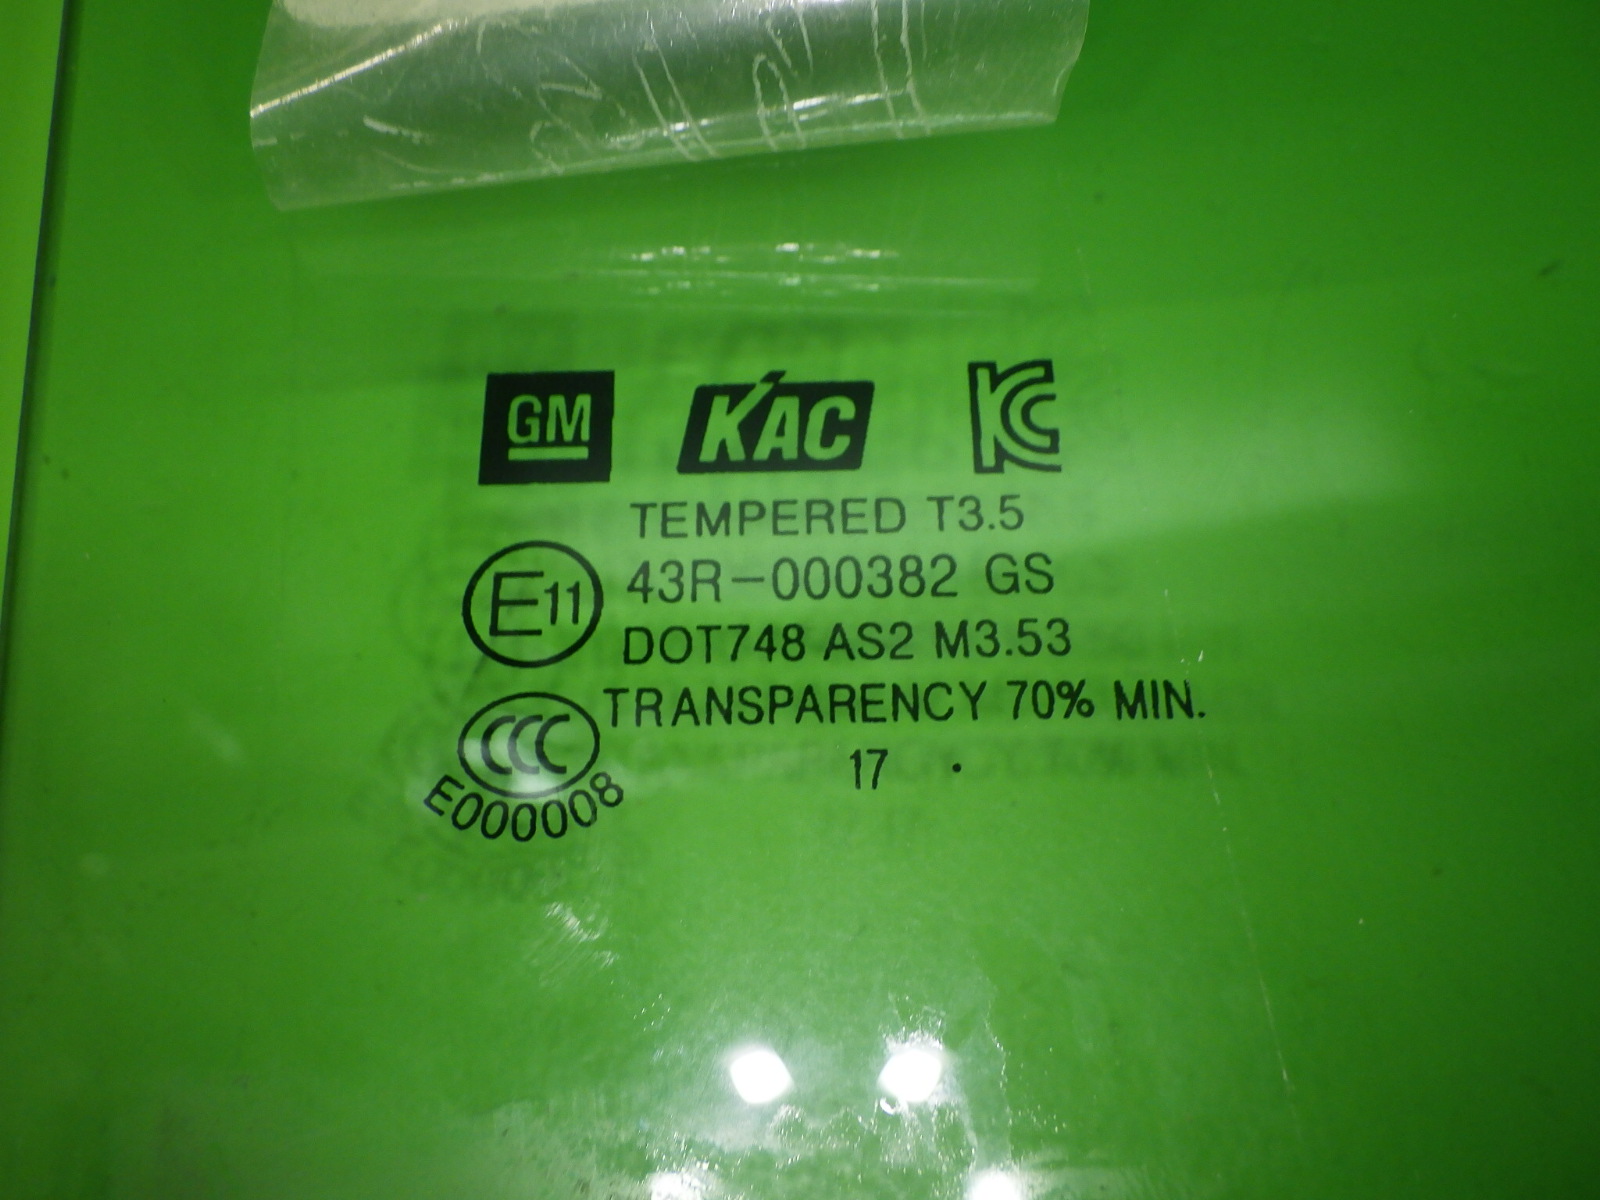 GM KAC KC
TEMPERED T3.5
E11 43R-000382 GS
DOT748 AS2 M3.53
TRANSPARENCY 70% MIN.
CCC
E000008
17 .